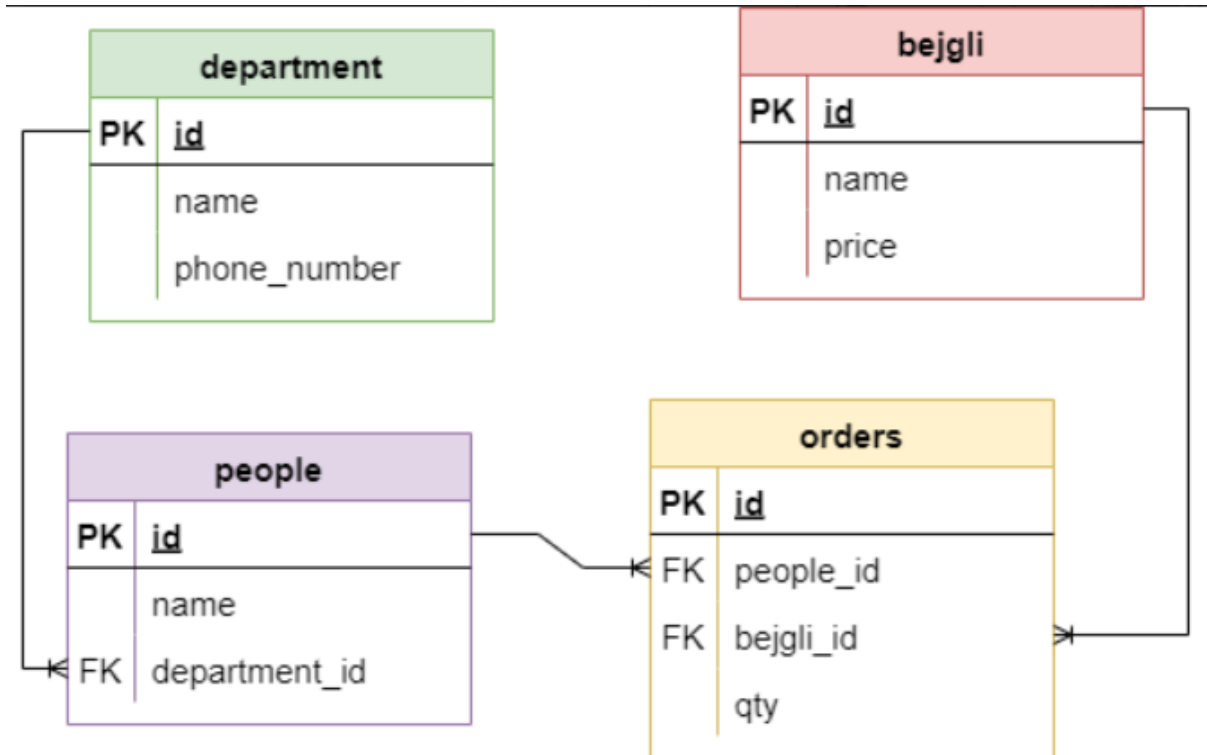 department
PK id
name
phone_number
bejgli
PK id
name
price
people
PK id
name
FK department_id
orders
PK id
FK people_id
FK bejgli_id
qty